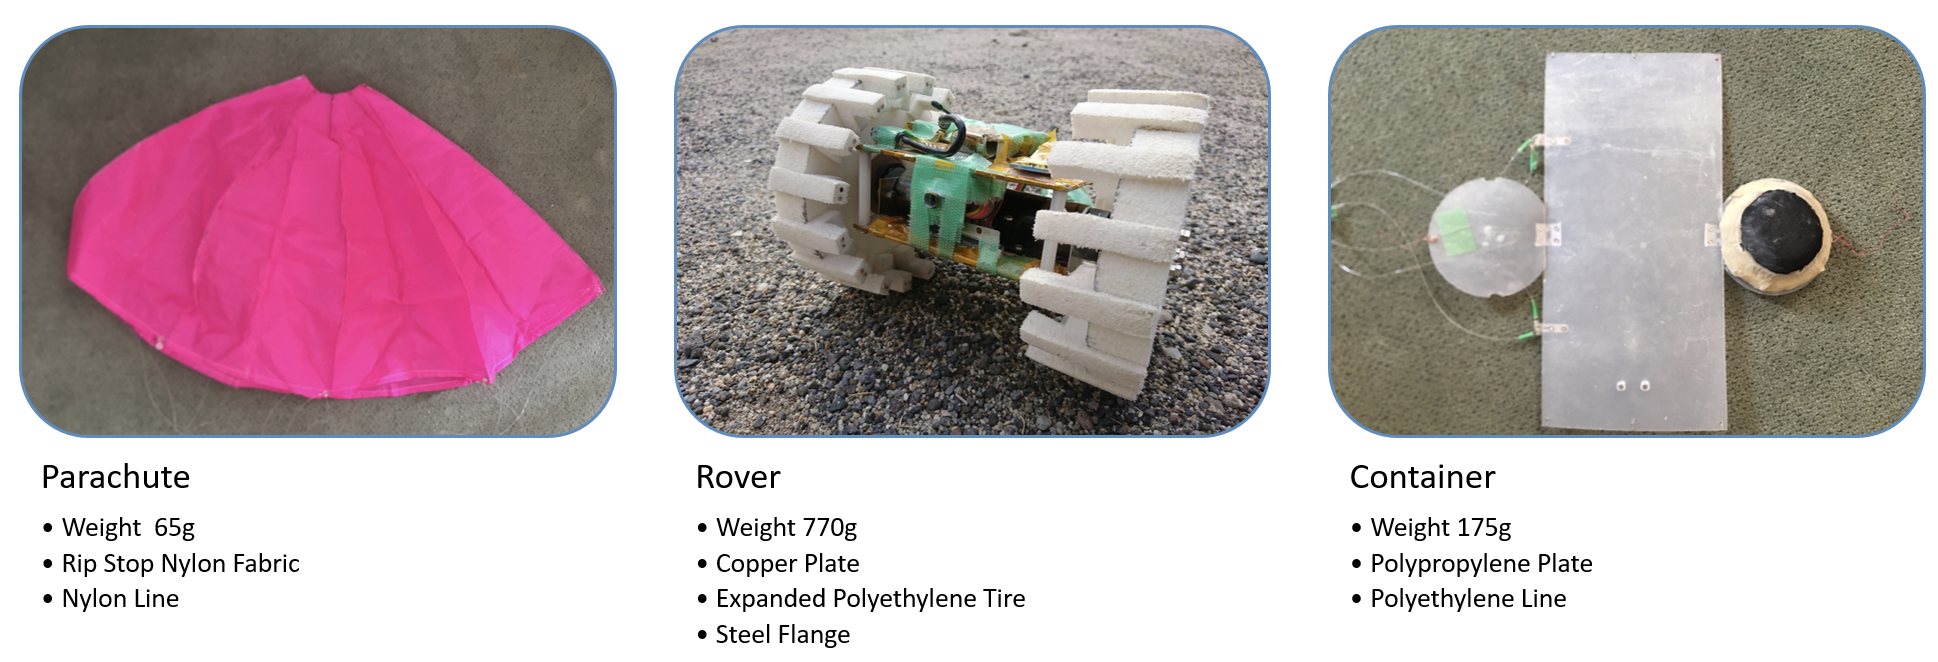 Parachute
• Weight  65g
• Rip Stop Nylon Fabric
• Nylon Line
Rover
• Weight 770g
• Copper Plate
• Expanded Polyethylene Tire
• Steel Flange
Container
• Weight 175g
• Polypropylene Plate
• Polyethylene Line